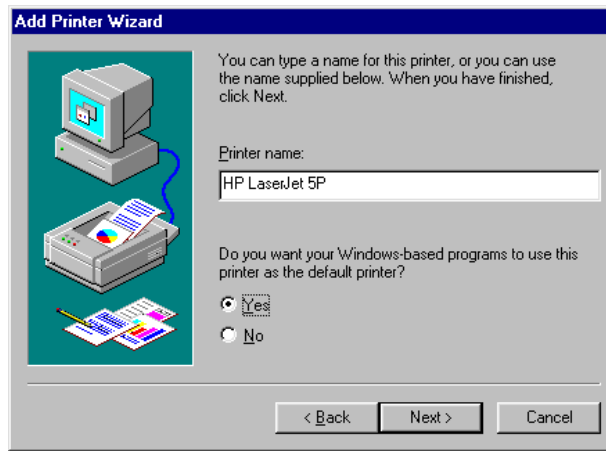 Add Printer Wizard
You can type a name for this printer, or you can use
the name supplied below. When you have finished,
click Next.
Printer name:
HP LaserJet 5P
Do you want your Windows-based programs to use this
printer as the default printer?
Yes
No
< Back Next > Cancel